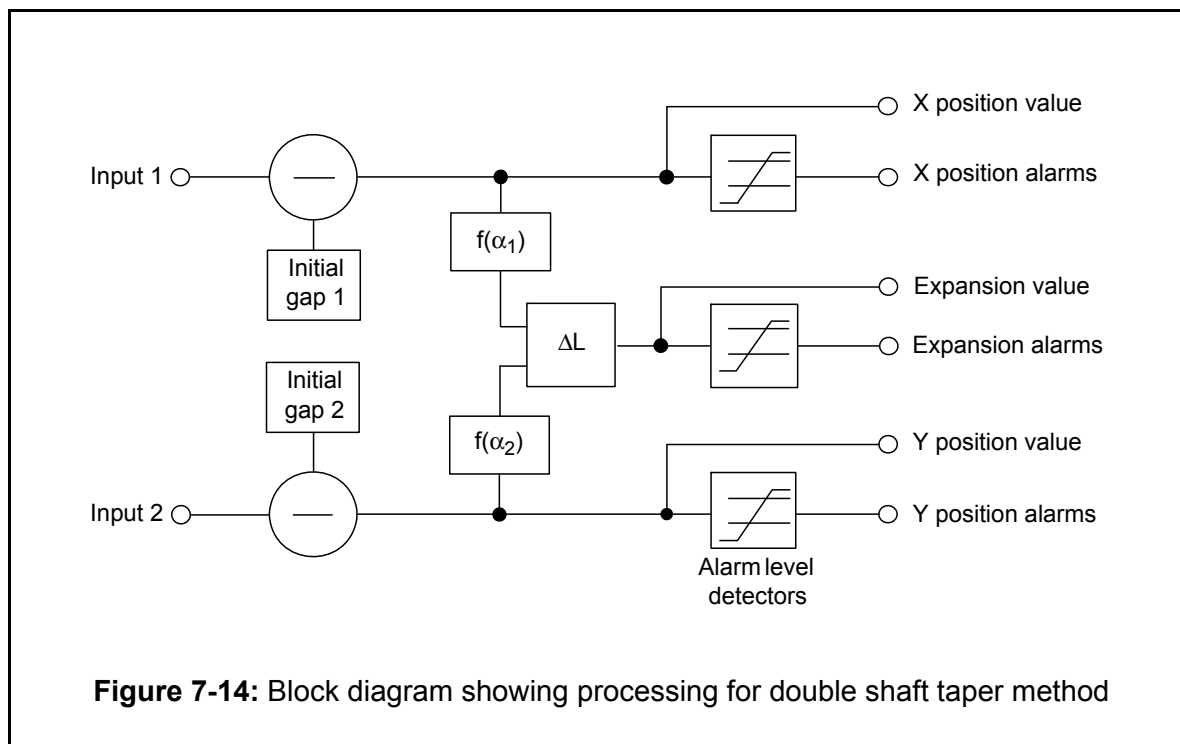 X position value
Input 1
X position alarms
f(α₁)
Initial
gap 1
Expansion value
ΔL
Expansion alarms
Initial
gap 2
f(α₂)
Y position value
Input 2
Y position alarms
Alarm level
detectors
Figure 7-14: Block diagram showing processing for double shaft taper method